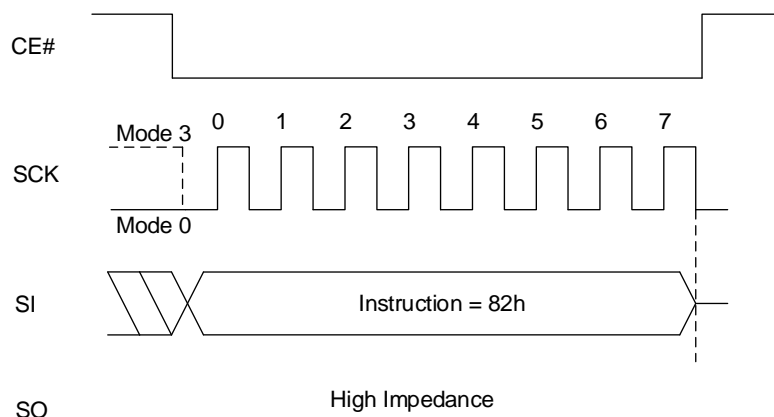 CE#
0 1 2 3 4 5 6 7
Mode 3
SCK
Mode 0
SI
Instruction = 82h
High Impedance
SO